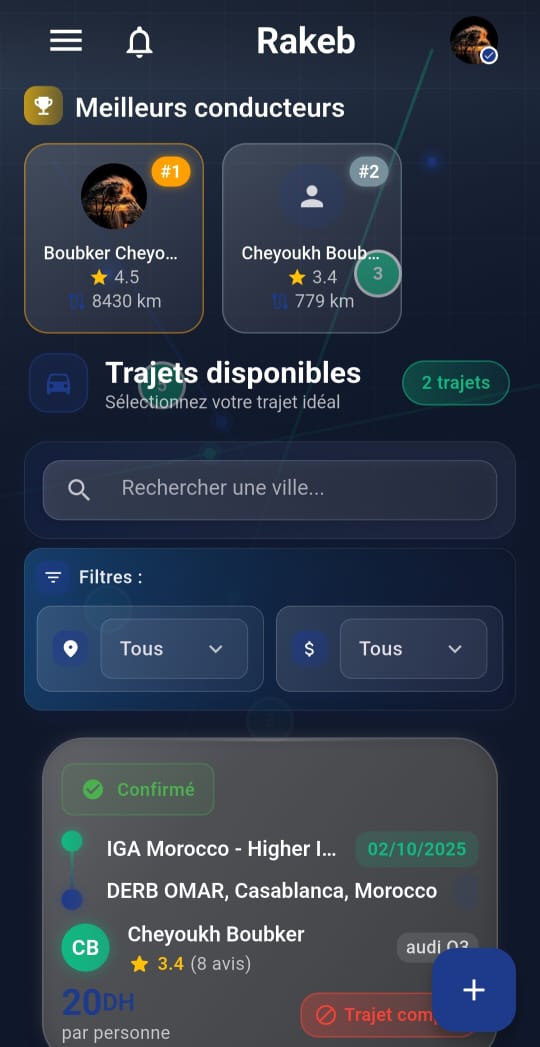 Rakeb
Meilleurs conducteurs
#1
Boubker Cheyo...
4.5
8430 km
#2
Cheyoukh Boub...
3.4
779 km
3
Trajets disponibles
Sélectionnez votre trajet idéal
2 trajets
Rechercher une ville...
Filtres :
Tous
$
Tous
Confirmé
IGA Morocco - Higher I...
02/10/2025
DERB OMAR, Casablanca, Morocco
CB
Cheyoukh Boubker
3.4 (8 avis)
audi Q3
20DH
par personne
Trajet com